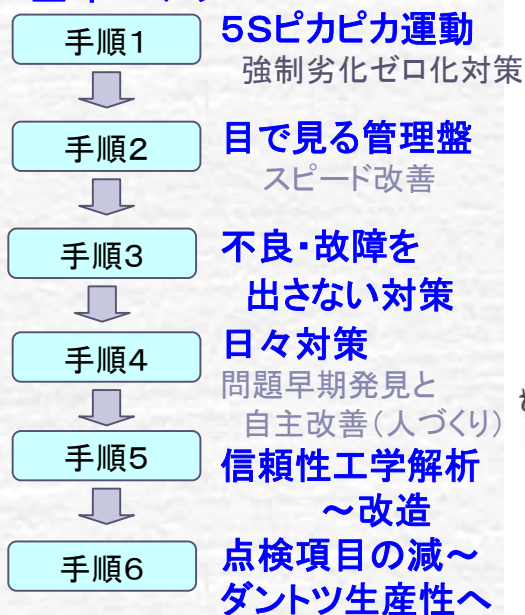 手順1
5Sピカピカ運動
強制劣化ゼロ化対策
手順2
目で見る管理盤
スピード改善
手順3
不良・故障を
出さない対策
手順4
日々対策
問題早期発見と
自主改善(人づくり)
手順5
信頼性工学解析
～改造
手順6
点検項目の減～
ダントツ生産性へ